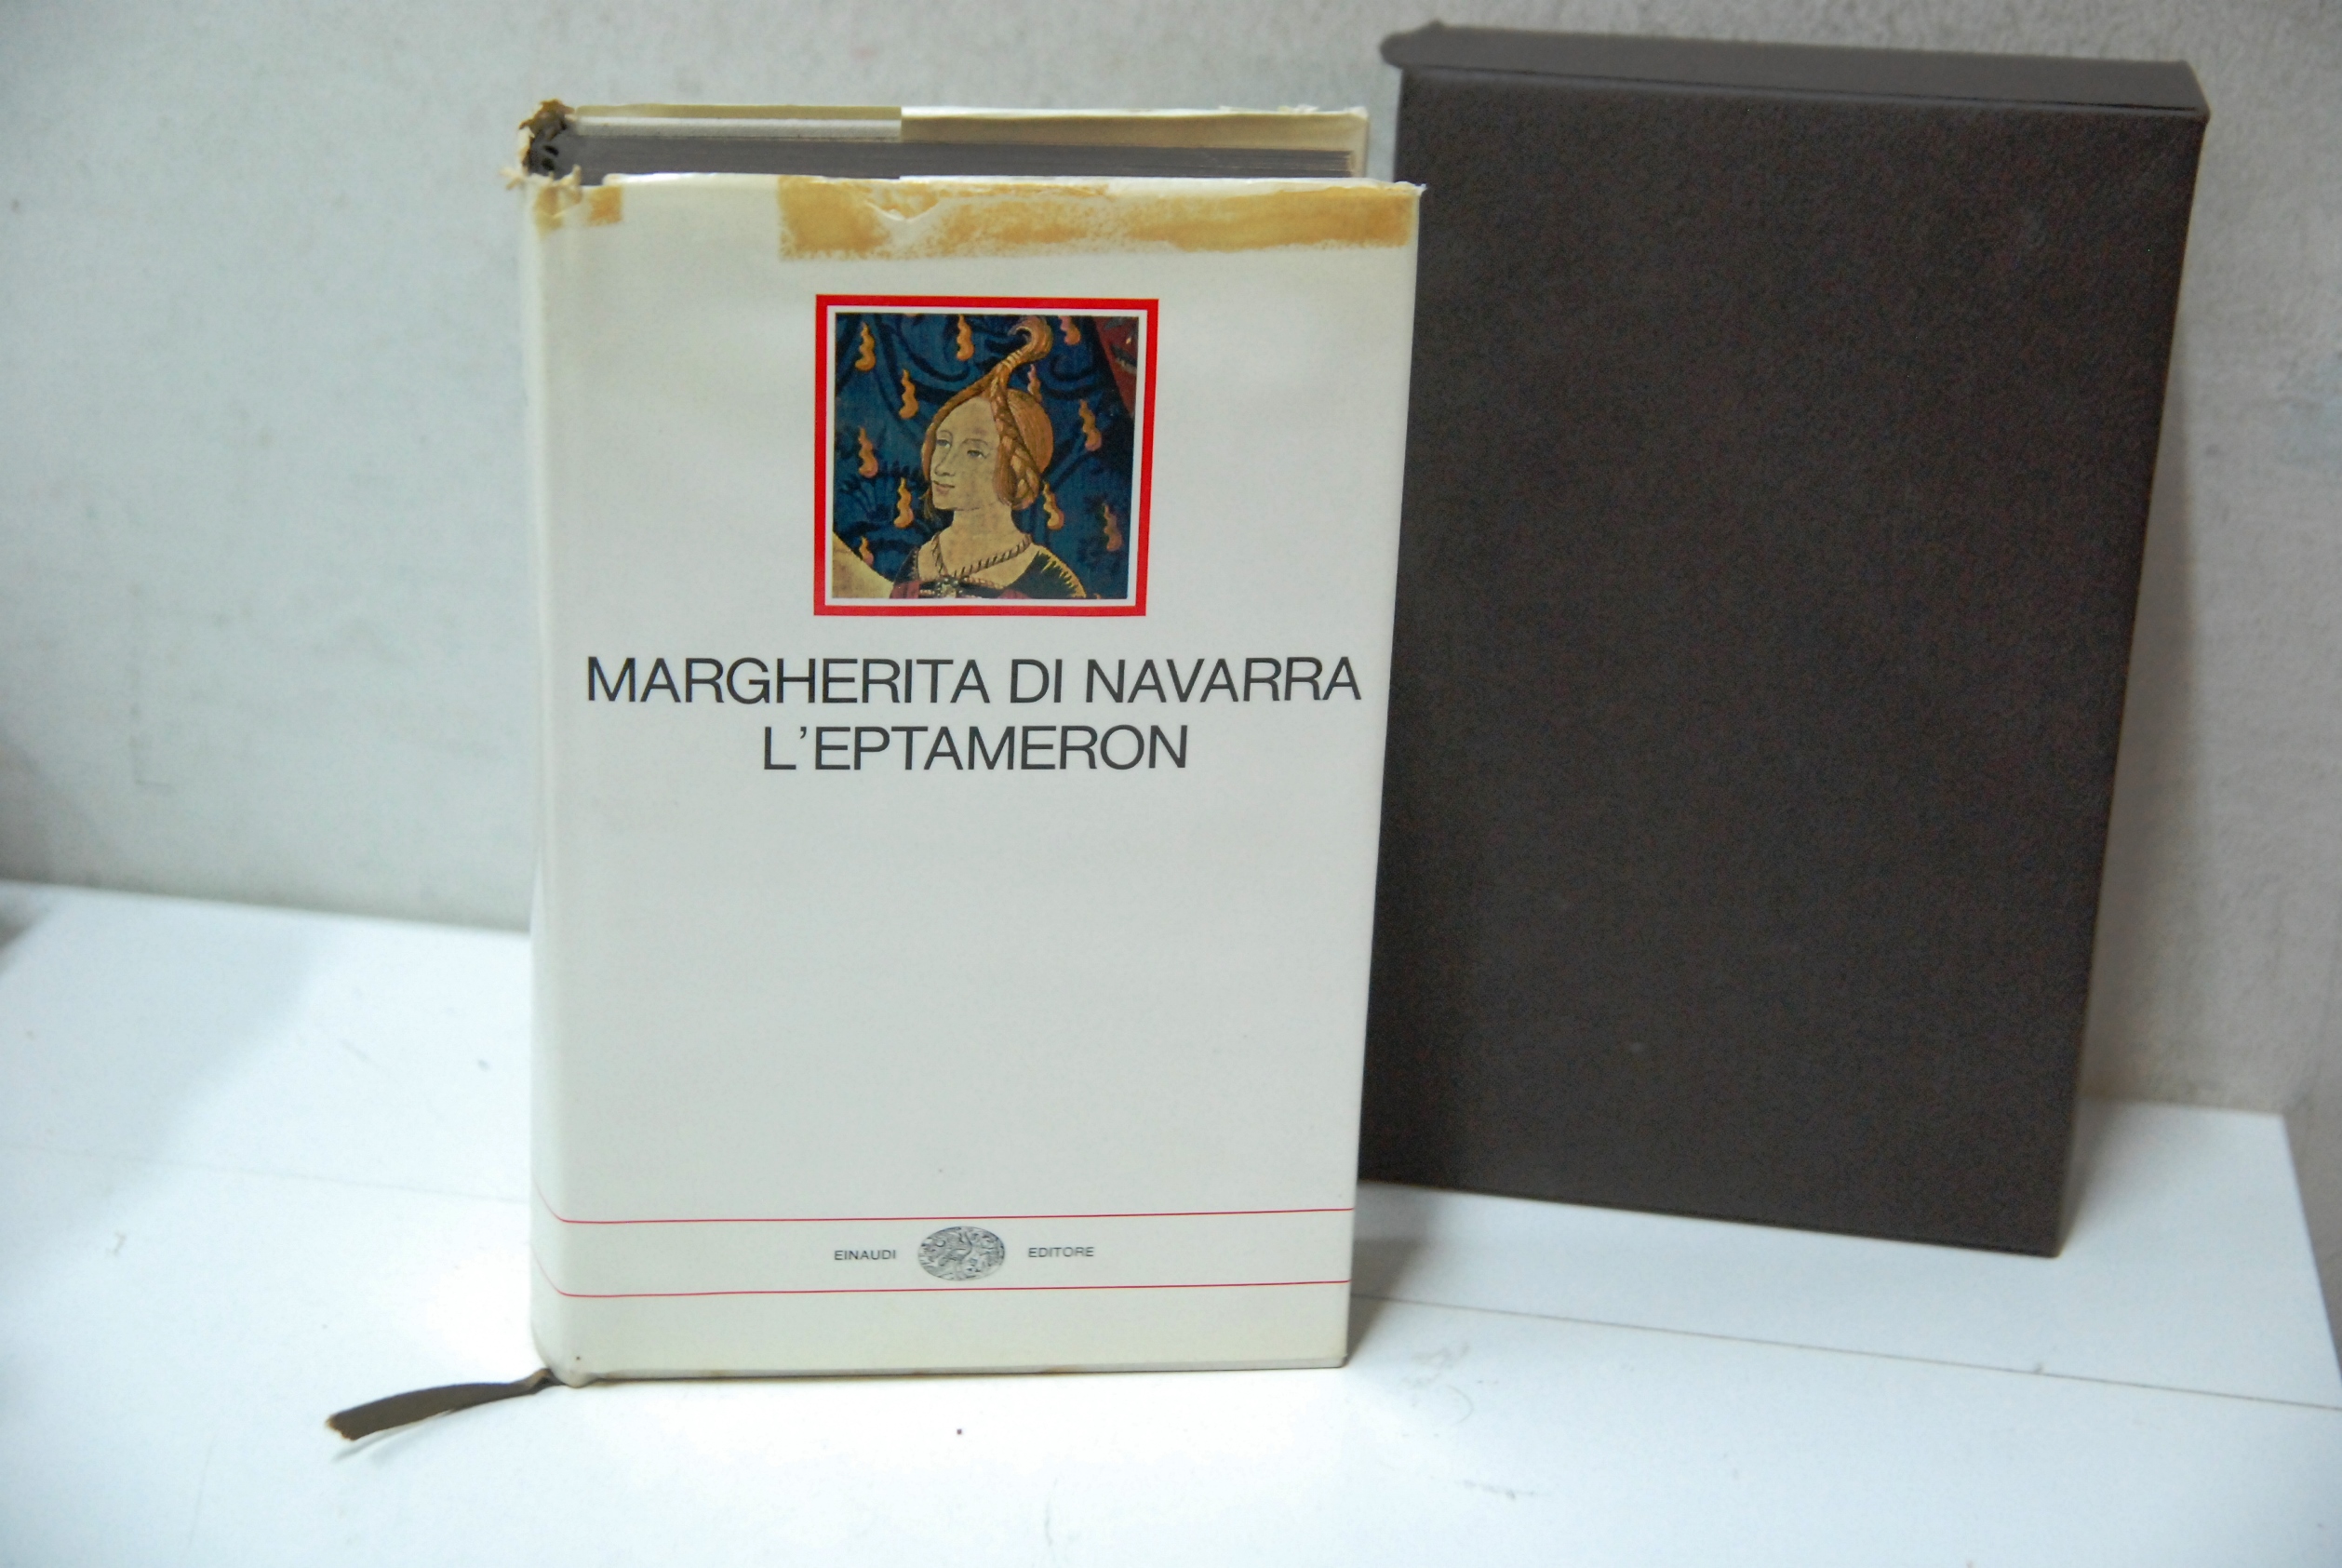 MARGHERITA DI NAVARRA
L'EPTAMERON
EINAUDI EDITORE